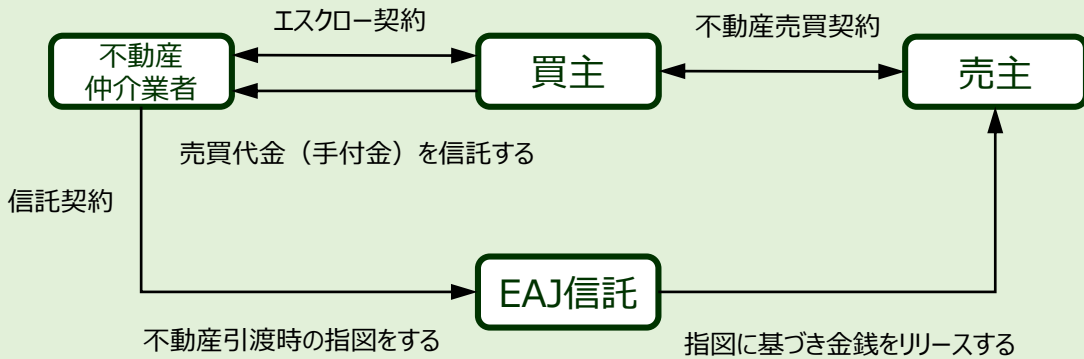 エスクロー契約
不動産売買契約
不動産
仲介業者
買主
売主
売買代金（手付金）を信託する
信託契約
EAJ信託
不動産引渡時の指図をする
指図に基づき金銭をリリースする